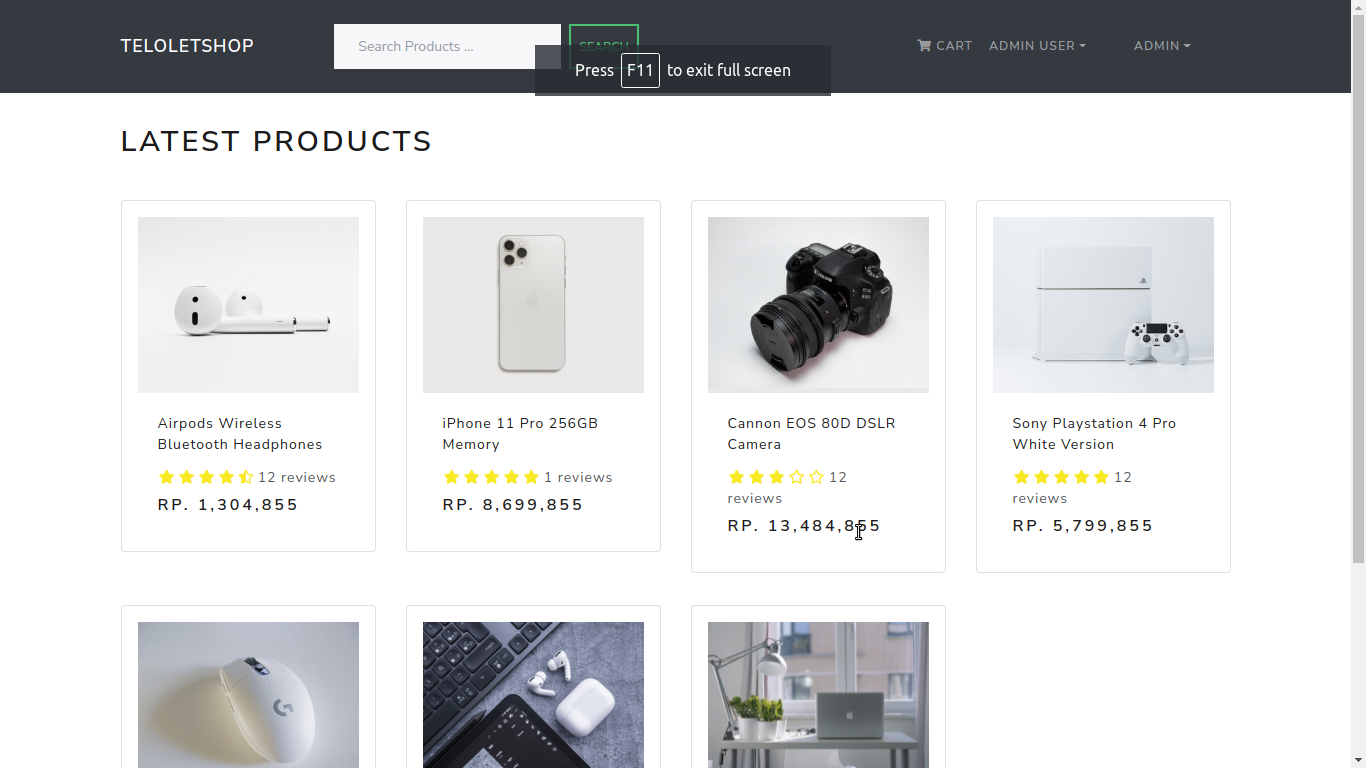 TELOLETSHOP
Search Products ...
SEARCH
CART
ADMIN USER
ADMIN
Press F11 to exit full screen
LATEST PRODUCTS
Airpods Wireless
Bluetooth Headphones
12 reviews
RP. 1,304,855
iPhone 11 Pro 256GB
Memory
1 reviews
RP. 8,699,855
Cannon EOS 80D DSLR
Camera
12
reviews
RP. 13,484,855
Sony Playstation 4 Pro
White Version
12
reviews
RP. 5,799,855